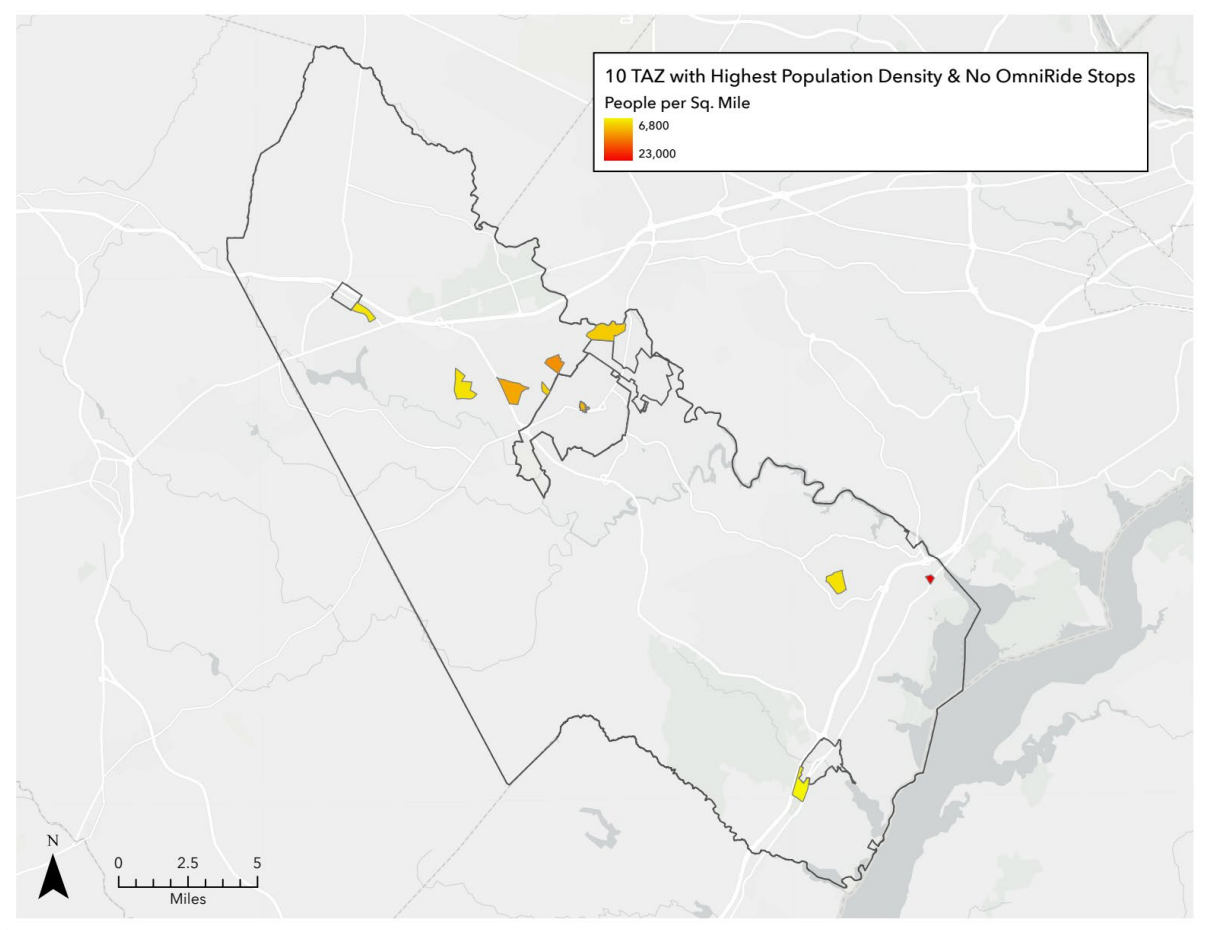 10 TAZ with Highest Population Density & No OmniRide Stops
People per Sq. Mile
6,800
23,000
N
0 2.5 5
Miles